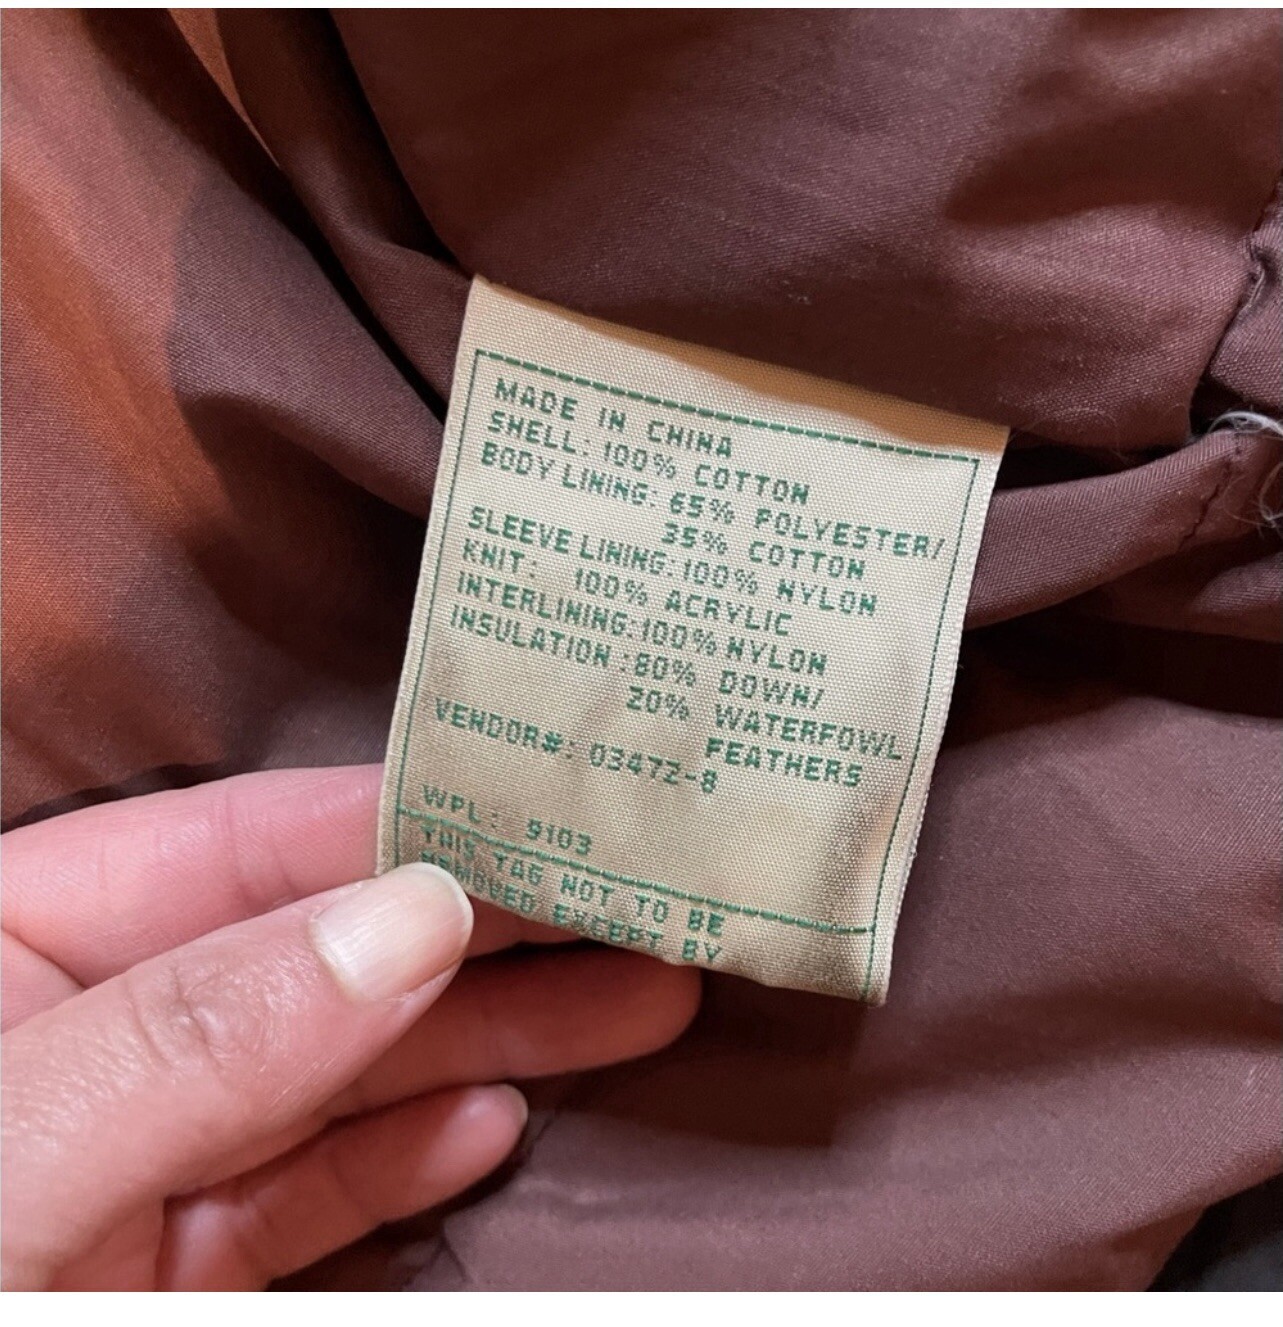 MADE IN CHINA
SHELL: 100% COTTON
BODY LINING: 65% POLYESTER/
35% COTTON
SLEEVE LINING: 100% NYLON
KNIT: 100% ACRYLIC
INTERLINING: 100% NYLON
INSULATION: 80% DOWN/
20% WATERFOWL
FEATHERS
VENDOR#: 03472-8
WPL: 9103
THIS TAG NOT TO BE
REMOVED EXCEPT BY